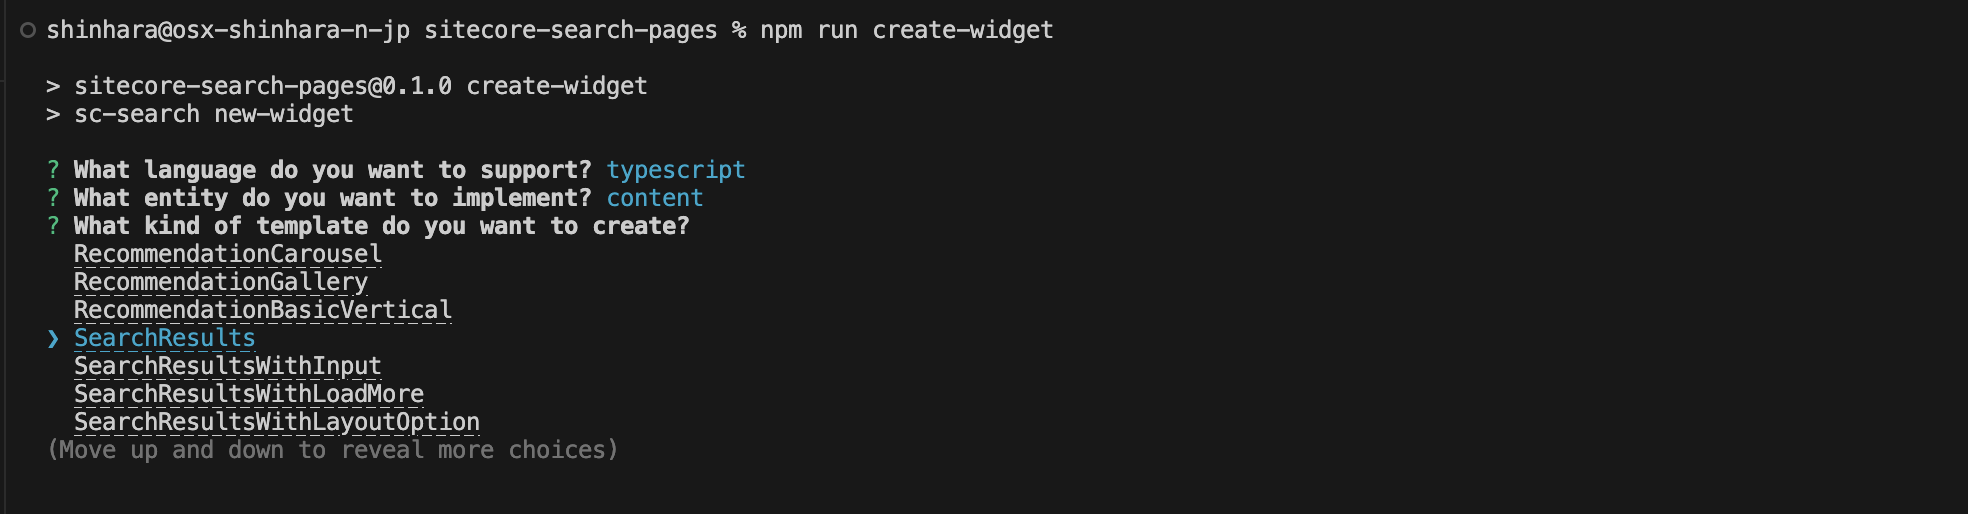 shinhara@osx-shinhara-n-jp sitecore-search-pages % npm run create-widget
> sitecore-search-pages@0.1.0 create-widget
> sc-search new-widget
? What language do you want to support? typescript
? What entity do you want to implement? content
? What kind of template do you want to create?
RecommendationCarousel
RecommendationGallery
RecommendationBasicVertical
❯ SearchResults
SearchResultsWithInput
SearchResultsWithLoadMore
SearchResultsWithLayoutOption
(Move up and down to reveal more choices)